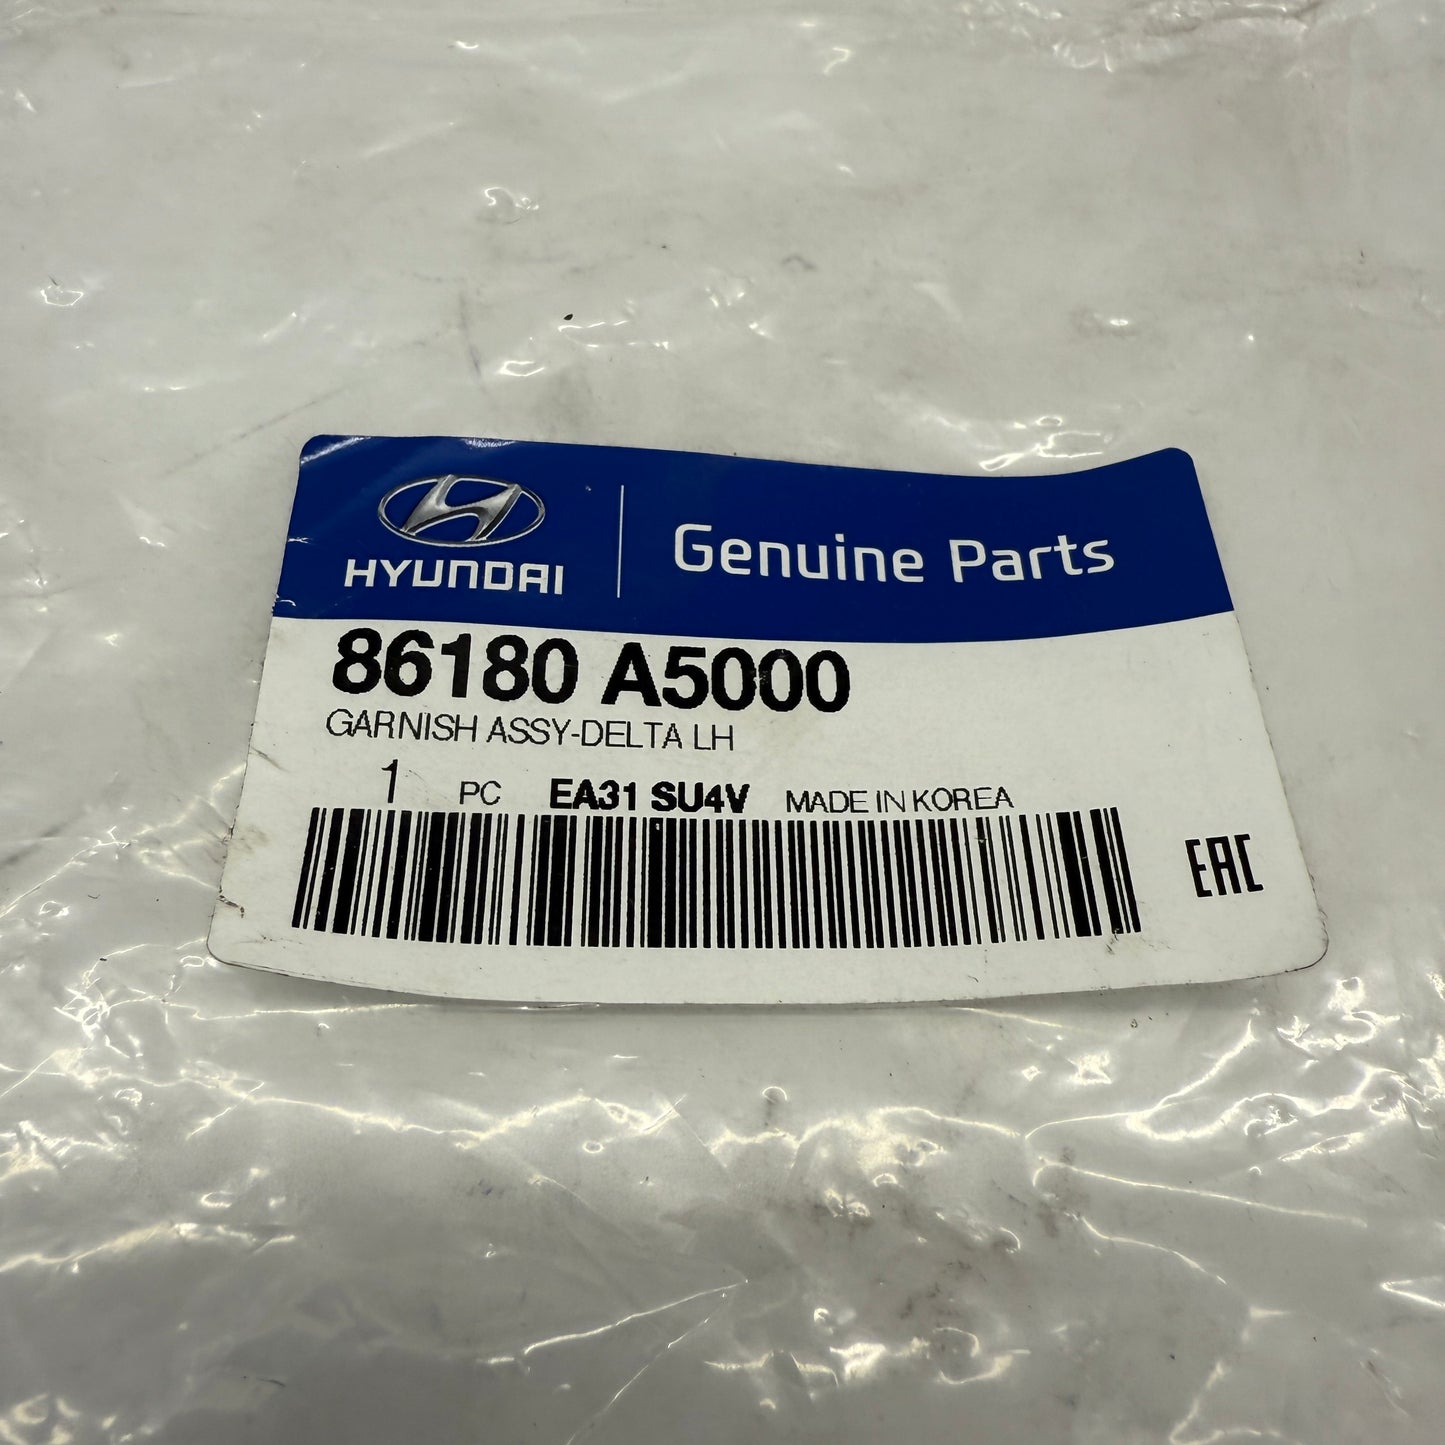 HYUNDAI
Genuine Parts
86180 A5000
GARNISH ASSY-DELTA LH
1 PC EA31 SU4V MADE IN KOREA
EAC